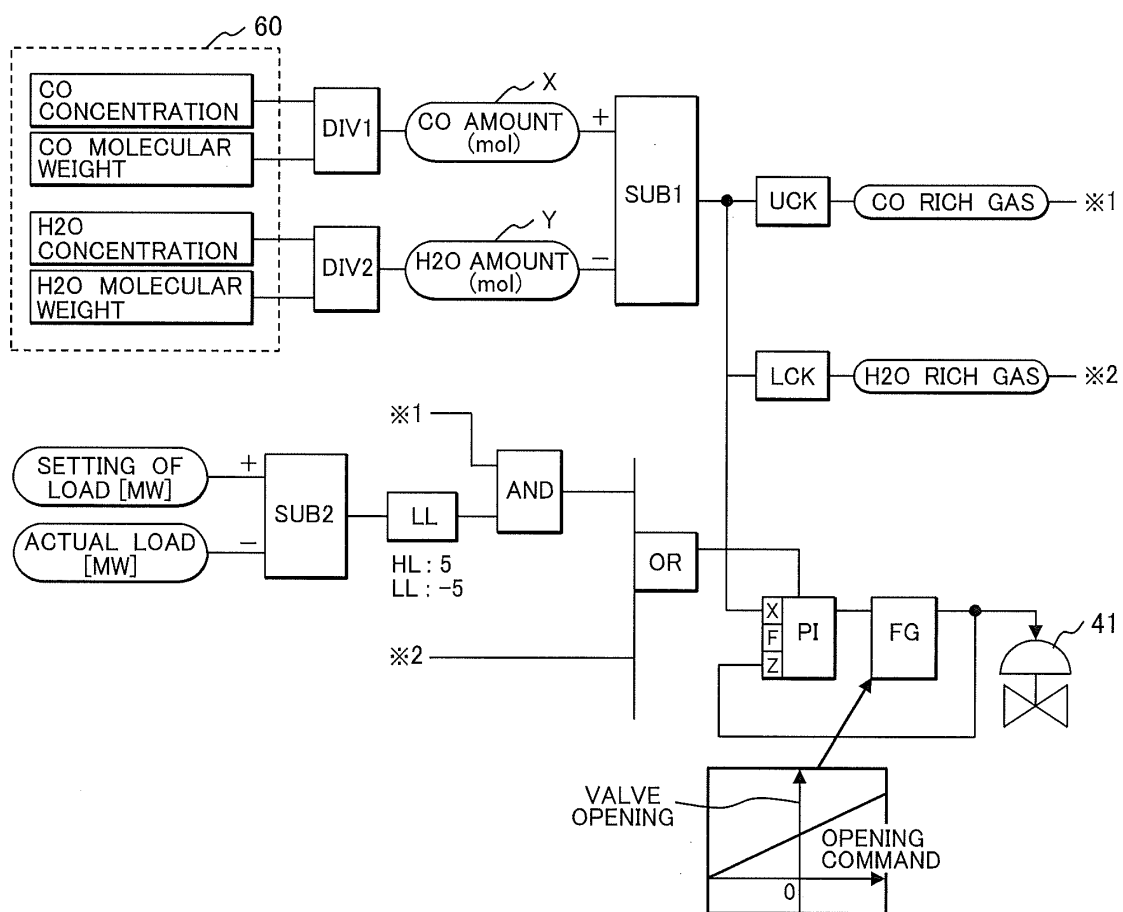 60
CO
CONCENTRATION
CO MOLECULAR
WEIGHT
H2O
CONCENTRATION
H2O MOLECULAR
WEIGHT
DIV1
DIV2
X
CO AMOUNT
(mol)
Y
H2O AMOUNT
(mol)
+
−
SUB1
UCK
CO RICH GAS
※1
LCK
H2O RICH GAS
※2
※1
SETTING OF
LOAD [MW]
+
ACTUAL LOAD
[MW]
−
SUB2
LL
HL : 5
LL : −5
AND
※2
OR
X
F
Z
PI
FG
41
VALVE
OPENING
OPENING
COMMAND
0